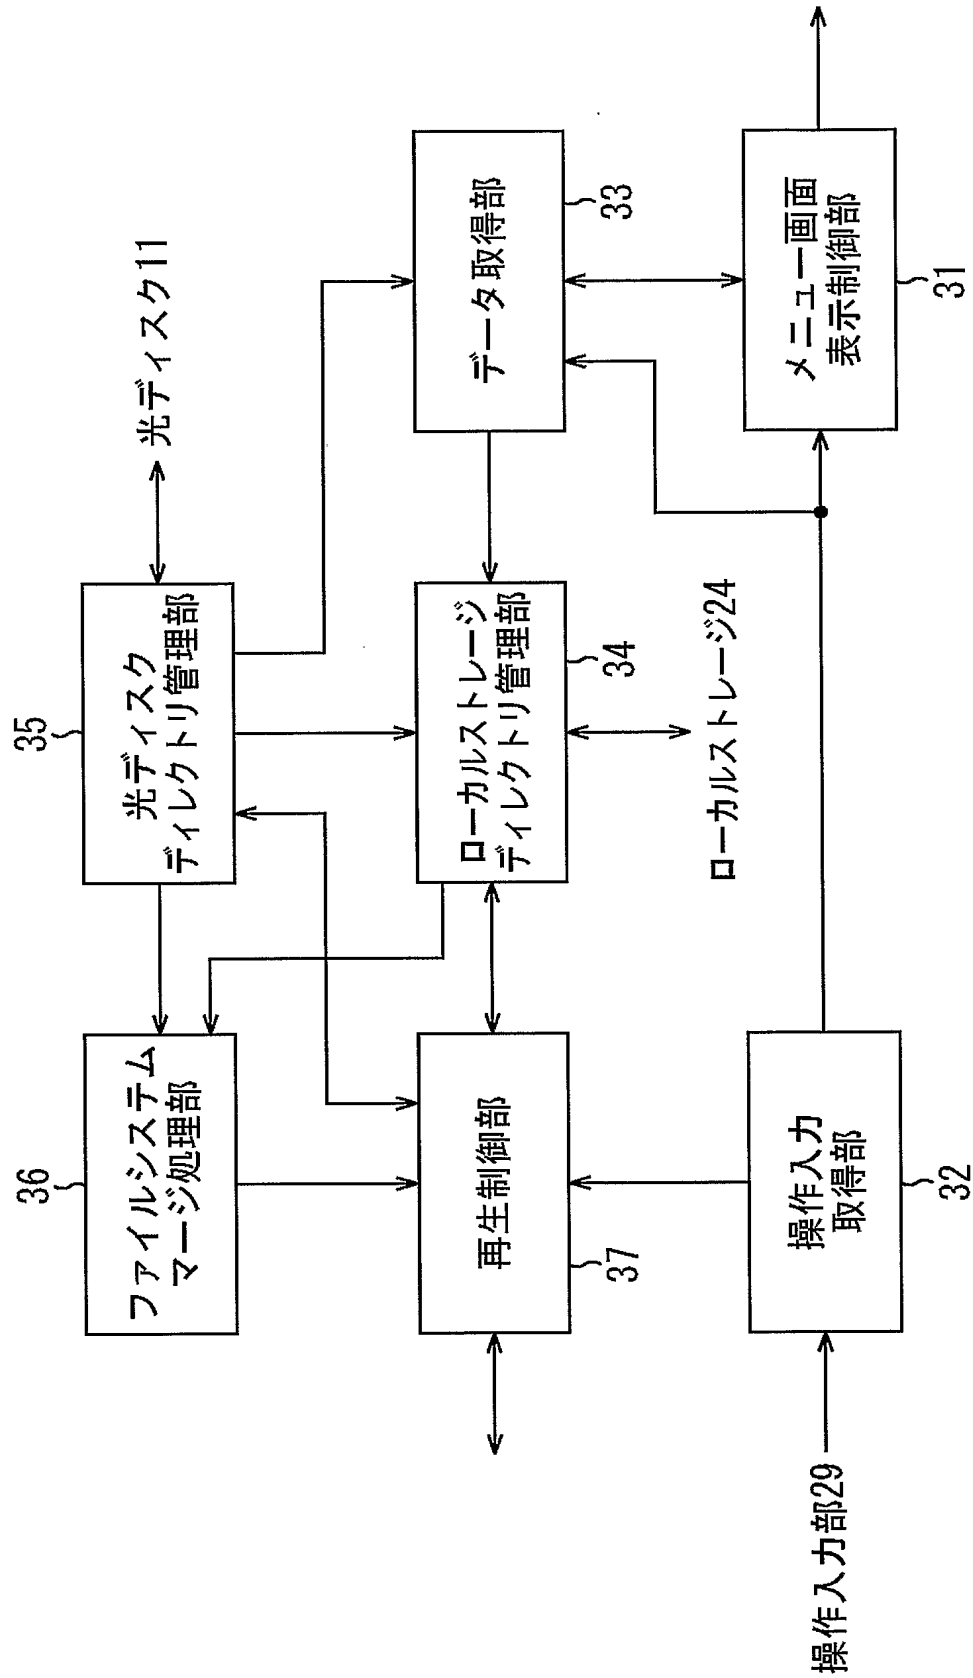 35
光ディスク
ディレクトリ管理部
光ディスク11
36
ファイルシステム
マージ処理部
データ取得部
33
ローカルストレージ
ディレクトリ管理部
34
再生制御部
37
ローカルストレージ24
メニュー画面
表示制御部
31
操作入力
取得部
32
操作入力部29